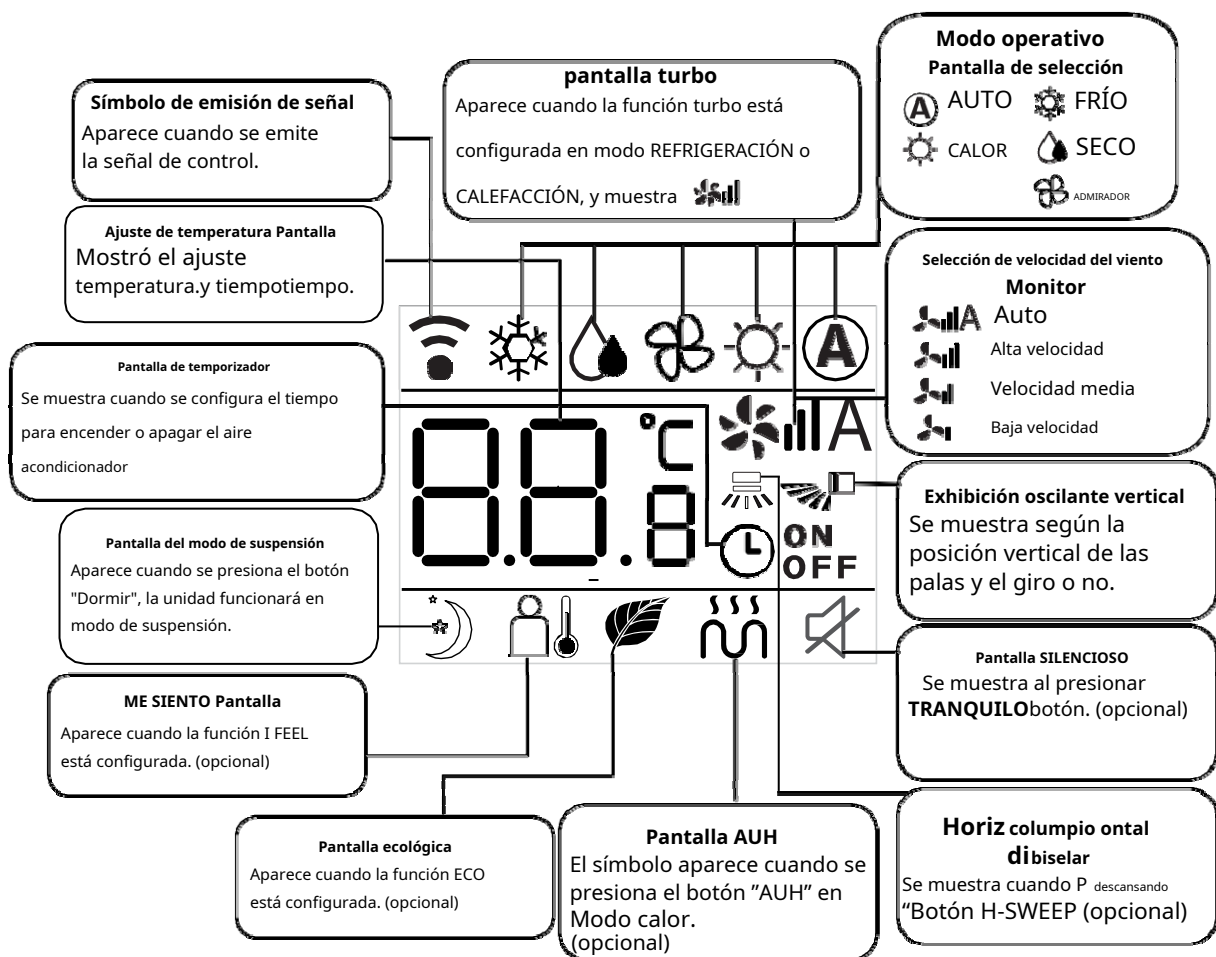 Símbolo de emisión de señal
Aparece cuando se emite
la señal de control.
pantalla turbo
Aparece cuando la función turbo está
configurada en modo REFRIGERACIÓN o
CALEFACCIÓN, y muestra
Modo operativo
Pantalla de selección
A AUTO FRÍO
CALOR SECO
ADMIRADOR
Ajuste de temperatura Pantalla
Mostró el ajuste
temperatura.y tiempotiempo.
Selección de velocidad del viento
Monitor
A Auto
Alta velocidad
Velocidad media
Baja velocidad
Pantalla de temporizador
Se muestra cuando se configura el tiempo
para encender o apagar el aire
acondicionador
A
88.8 °C
A
ON
OFF
Exhibición oscilante vertical
Se muestra según la
posición vertical de las
palas y el giro o no.
Pantalla del modo de suspensión
Aparece cuando se presiona el botón
"Dormir", la unidad funcionará en
modo de suspensión.
Pantalla SILENCIOSO
Se muestra al presionar
TRANQUILObotón. (opcional)
ME SIENTO Pantalla
Aparece cuando la función I FEEL
está configurada. (opcional)
Pantalla ecológica
Aparece cuando la función ECO
está configurada. (opcional)
Pantalla AUH
El símbolo aparece cuando se
presiona el botón ”AUH” en
Modo calor.
(opcional)
Horiz columpio ontal
dibiselar
Se muestra cuando P descansando
“Botón H-SWEEP (opcional)